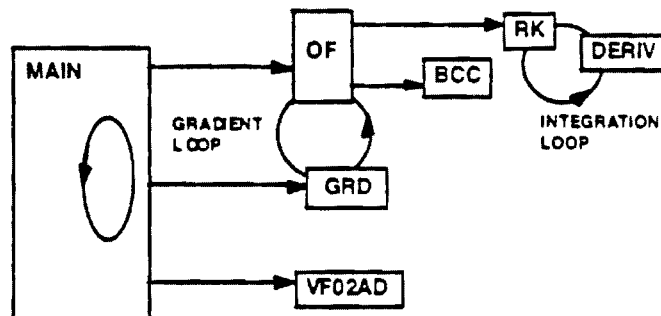 MAIN
OF
RK
DERIV
BCC
GRADIENT
LOOP
INTEGRATION
LOOP
GRD
VF02AD